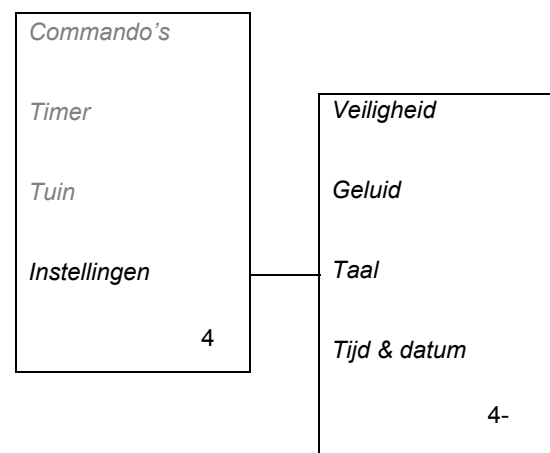 Commando’s
Timer
Tuin
Instellingen
4
Veiligheid
Geluid
Taal
Tijd & datum
4-